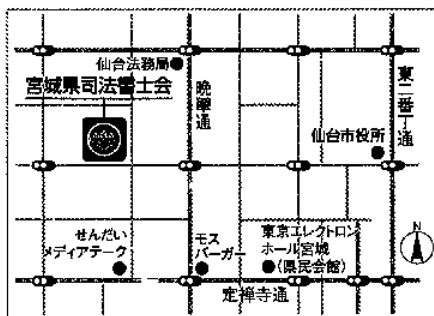 仙台法務局
宮城県司法書士会
晩翠通
東二番丁通
仙台市役所
せんだい
メディアテーク
モス
バーガー
東京エレクトロン
ホール宮城
(県民会館)
定禅寺通
N